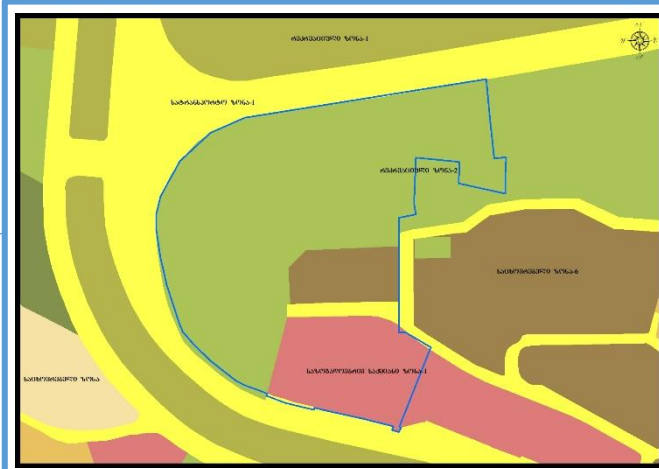 რეკრეაციული ზონა-1
სატრანსპორტო ზონა-1
რეკრეაციული ზონა-2
საცხოვრებელი ზონა-6
საზოგადოებრივ საქმიანი ზონა-1
საცხოვრებელი ზონა